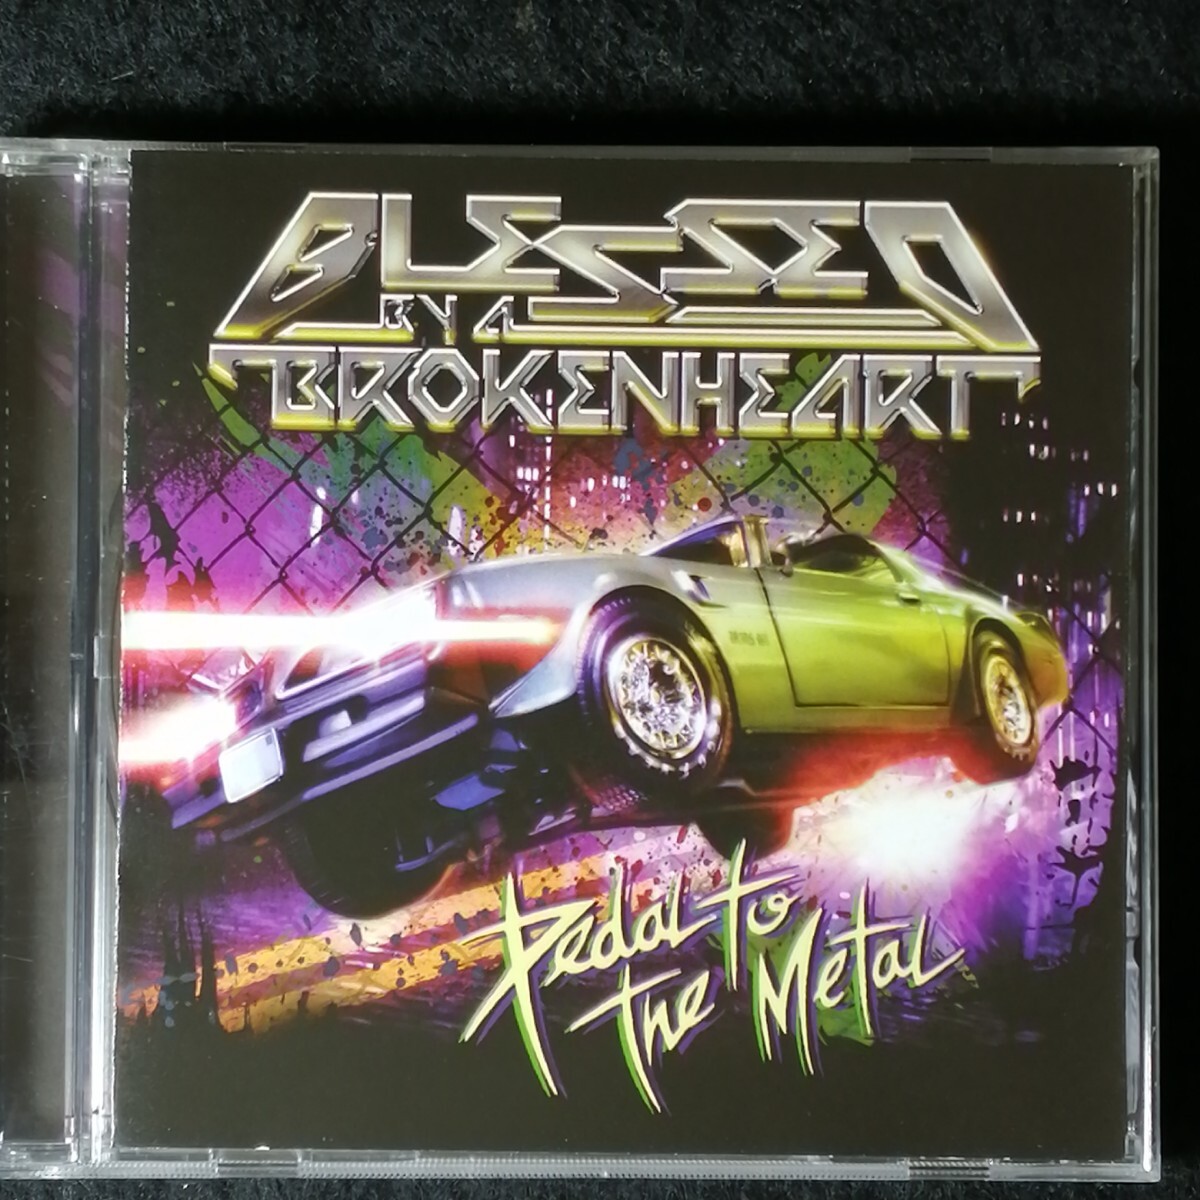 BLESSED
BY A
BROKENHEART
Pedal to
the Metal